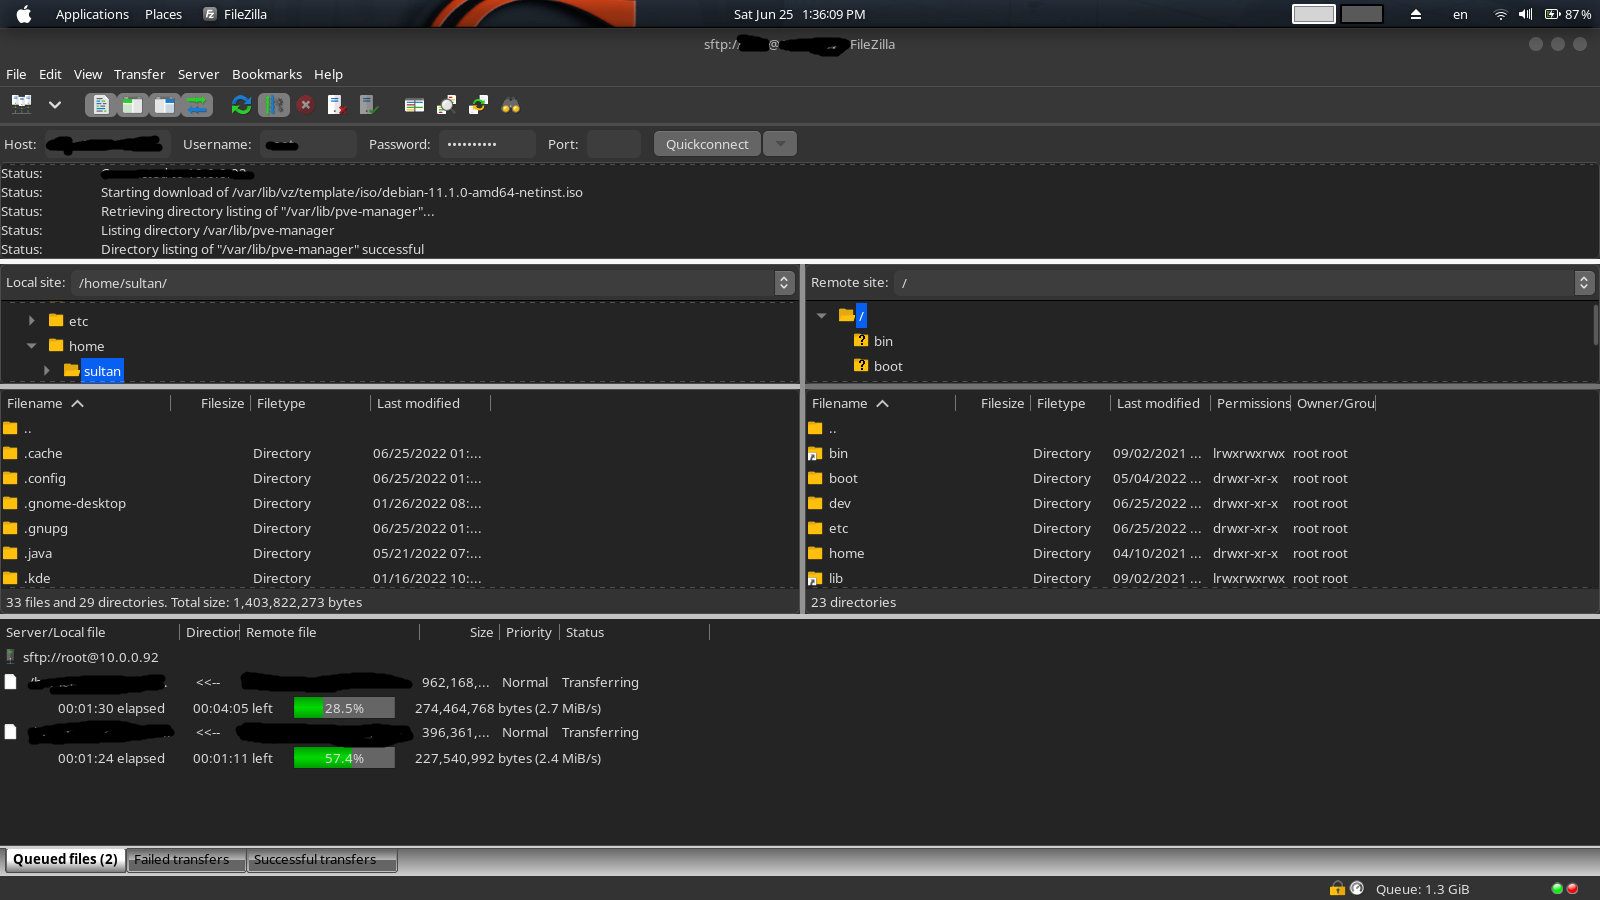 Applications Places FileZilla Sat Jun 25 1:36:09 PM en 87%
sftp:/ @ FileZilla
File Edit View Transfer Server Bookmarks Help
Host: Username: Password: •••••••••• Port: Quickconnect
Status:
Status: Starting download of /var/lib/vz/template/iso/debian-11.1.0-amd64-netinst.iso
Status: Retrieving directory listing of "/var/lib/pve-manager"...
Status: Listing directory /var/lib/pve-manager
Status: Directory listing of "/var/lib/pve-manager" successful
Local site: /home/sultan/
etc
home
sultan
Remote site: /
/
bin
boot
Filename Filesize Filetype Last modified
..
.cache Directory 06/25/2022 01:...
.config Directory 06/25/2022 01:...
.gnome-desktop Directory 01/26/2022 08:...
.gnupg Directory 06/25/2022 01:...
.java Directory 05/21/2022 07:...
.kde Directory 01/16/2022 10:...
33 files and 29 directories. Total size: 1,403,822,273 bytes
Filename Filesize Filetype Last modified Permissions Owner/Grou
..
bin Directory 09/02/2021 ... lrwxrwxrwx root root
boot Directory 05/04/2022 ... drwxr-xr-x root root
dev Directory 06/25/2022 ... drwxr-xr-x root root
etc Directory 06/25/2022 ... drwxr-xr-x root root
home Directory 04/10/2021 ... drwxr-xr-x root root
lib Directory 09/02/2021 ... lrwxrwxrwx root root
23 directories
Server/Local file Direction Remote file Size Priority Status
sftp://root@10.0.0.92
<<-- 962,168,... Normal Transferring
00:01:30 elapsed 00:04:05 left 28.5% 274,464,768 bytes (2.7 MiB/s)
<<-- 396,361,... Normal Transferring
00:01:24 elapsed 00:01:11 left 57.4% 227,540,992 bytes (2.4 MiB/s)
Queued files (2) Failed transfers Successful transfers
Queue: 1.3 GiB